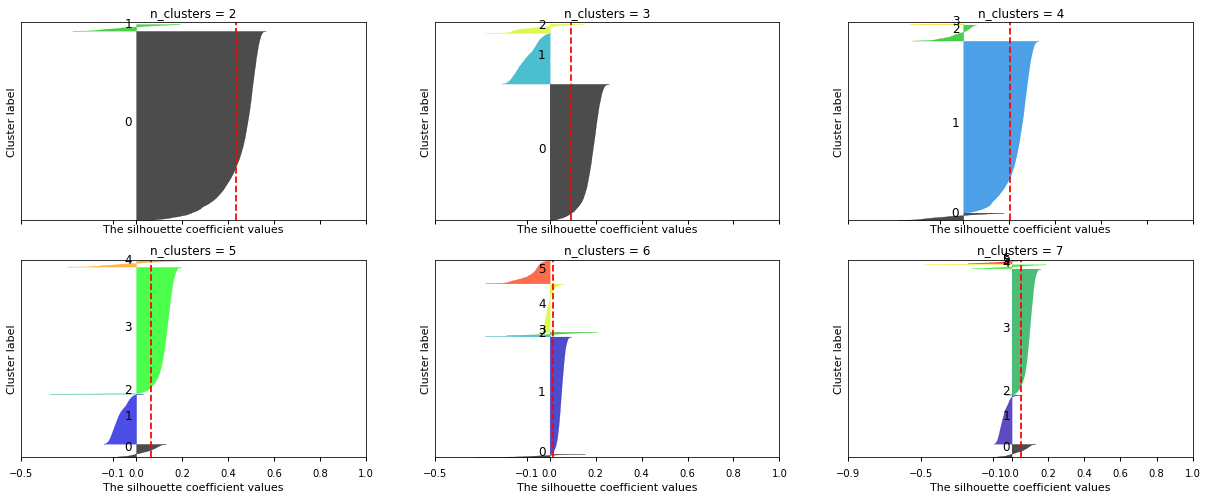 n_clusters = 2
n_clusters = 3
n_clusters = 4
Cluster label
1
0
Cluster label
2
1
0
Cluster label
3
2
1
0
The silhouette coefficient values
The silhouette coefficient values
The silhouette coefficient values
n_clusters = 5
n_clusters = 6
n_clusters = 7
Cluster label
4
3
2
1
0
Cluster label
5
4
3
2
1
0
Cluster label
3
2
1
0
−0.5 −0.1 0.0 0.2 0.4 0.6 0.8 1.0
−0.5 −0.1 0.0 0.2 0.4 0.6 0.8 1.0
−0.9 −0.5 −0.1 0.0 0.2 0.4 0.6 0.8 1.0
The silhouette coefficient values
The silhouette coefficient values
The silhouette coefficient values